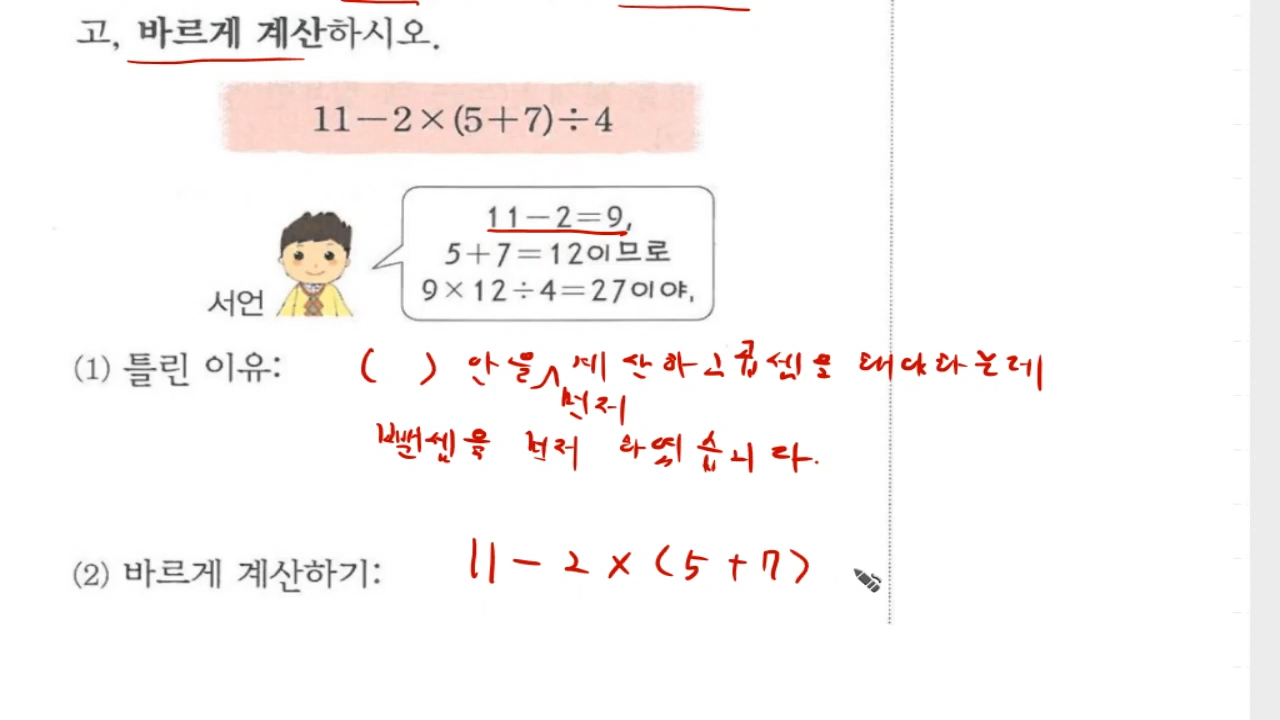 고, 바르게 계산하시오.
11-2×(5+7)÷4
11-2=9,
5+7=12이므로
9×12÷4=27이야.
서언
(1) 틀린 이유: ( ) 안을 먼저 계산하고 곱셈을 해야하는데
뺄셈을 먼저 하였습니다.
(2) 바르게 계산하기: 11-2×(5+7)